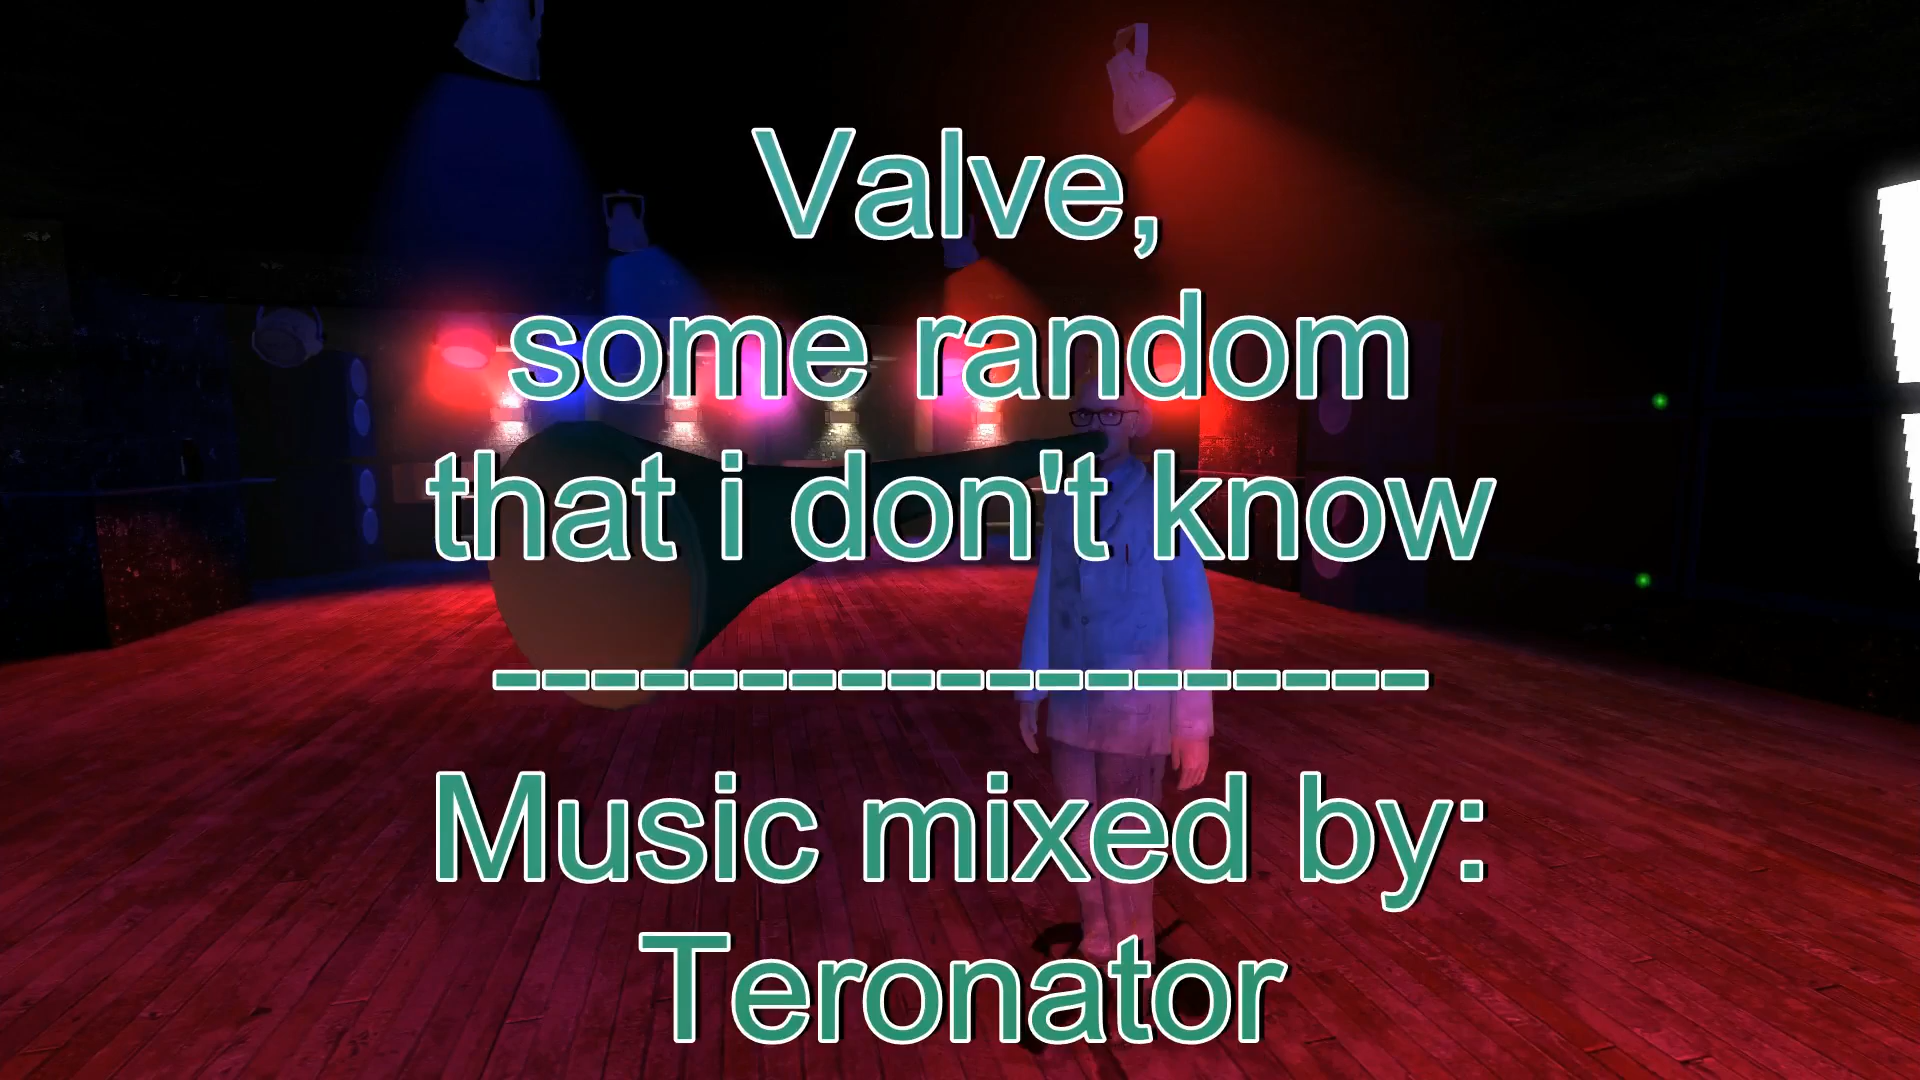 Valve,
some random
that i don't know
-------------------
Music mixed by:
Teronator